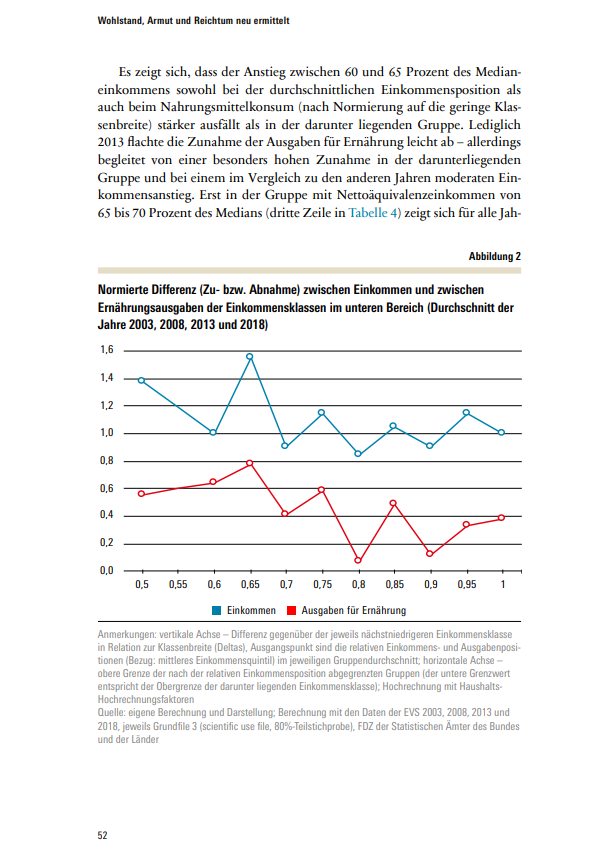 Wohlstand, Armut und Reichtum neu ermittelt
Es zeigt sich, dass der Anstieg zwischen 60 und 65 Prozent des Median-
einkommens sowohl bei der durchschnittlichen Einkommensposition als
auch beim Nahrungsmittelkonsum (nach Normierung auf die geringe Klas-
senbreite) stärker ausfällt als in der darunter liegenden Gruppe. Lediglich
2013 flachte die Zunahme der Ausgaben für Ernährung leicht ab – allerdings
begleitet von einer besonders hohen Zunahme in der darunterliegenden
Gruppe und bei einem im Vergleich zu den anderen Jahren moderaten Ein-
kommensanstieg. Erst in der Gruppe mit Nettoäquivalenzeinkommen von
65 bis 70 Prozent des Medians (dritte Zeile in Tabelle 4) zeigt sich für alle Jah-
Abbildung 2
Normierte Differenz (Zu- bzw. Abnahme) zwischen Einkommen und zwischen
Ernährungsausgaben der Einkommensklassen im unteren Bereich (Durchschnitt der
Jahre 2003, 2008, 2013 und 2018)
1,6
1,4
1,2
1,0
0,8
0,6
0,4
0,2
0,0
0,5 0,55 0,6 0,65 0,7 0,75 0,8 0,85 0,9 0,95 1
Einkommen Ausgaben für Ernährung
Anmerkungen: vertikale Achse – Differenz gegenüber der jeweils nächstniedrigeren Einkommensklasse
in Relation zur Klassenbreite (Deltas), Ausgangspunkt sind die relativen Einkommens- und Ausgabenposi-
tionen (Bezug: mittleres Einkommensquintil) im jeweiligen Gruppendurchschnitt; horizontale Achse –
obere Grenze der nach der relativen Einkommensposition abgegrenzten Gruppen (der untere Grenzwert
entspricht der Obergrenze der darunter liegenden Einkommensklasse); Hochrechnung mit Haushalts-
Hochrechnungsfaktoren
Quelle: eigene Berechnung und Darstellung; Berechnung mit den Daten der EVS 2003, 2008, 2013 und
2018, jeweils Grundfile 3 (scientific use file, 80%-Teilstichprobe), FDZ der Statistischen Ämter des Bundes
und der Länder
52